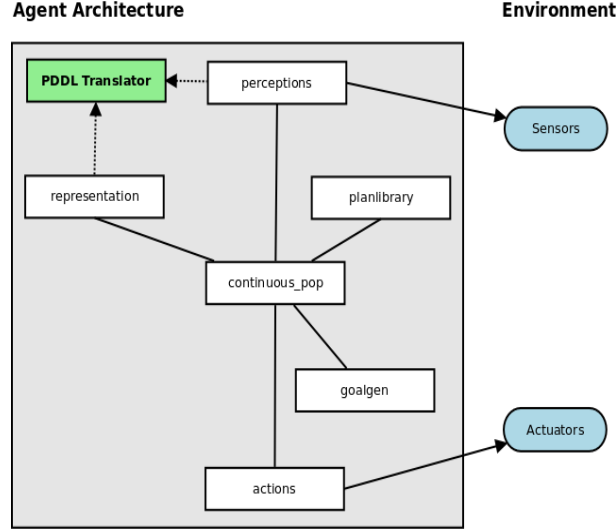 Agent Architecture
Environment
PDDL Translator
perceptions
Sensors
representation
planlibrary
continuous_pop
goalgen
Actuators
actions